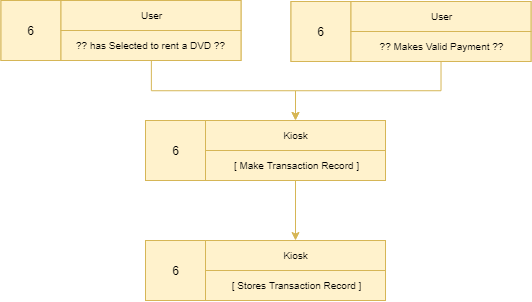 6
User
?? has Selected to rent a DVD ??
6
User
?? Makes Valid Payment ??
6
Kiosk
[ Make Transaction Record ]
6
Kiosk
[ Stores Transaction Record ]